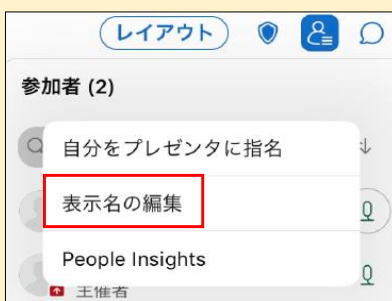 レイアウト
参加者 (2)
自分をプレゼンタに指名
表示名の編集
People Insights
主催者